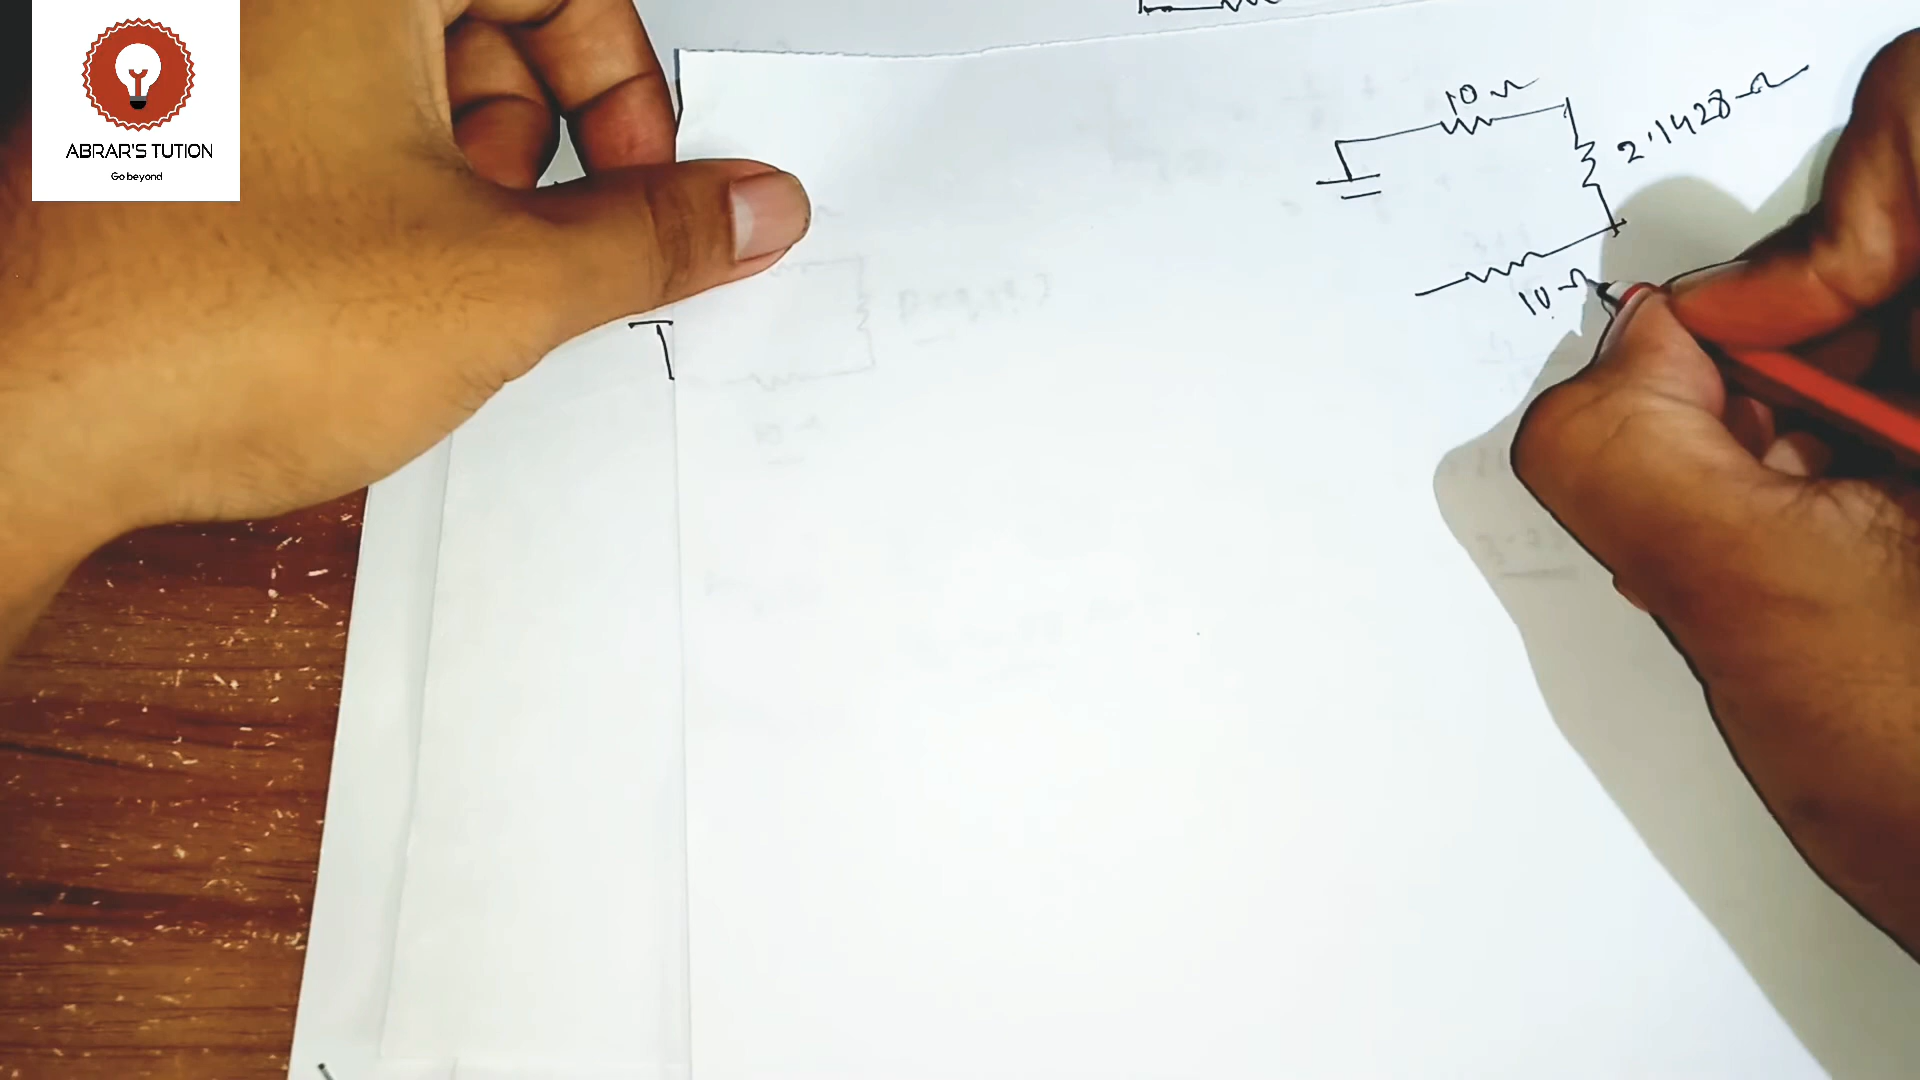 ABRAR'S TUTION
Go beyond
10 Ω
2.1428 Ω
10 Ω